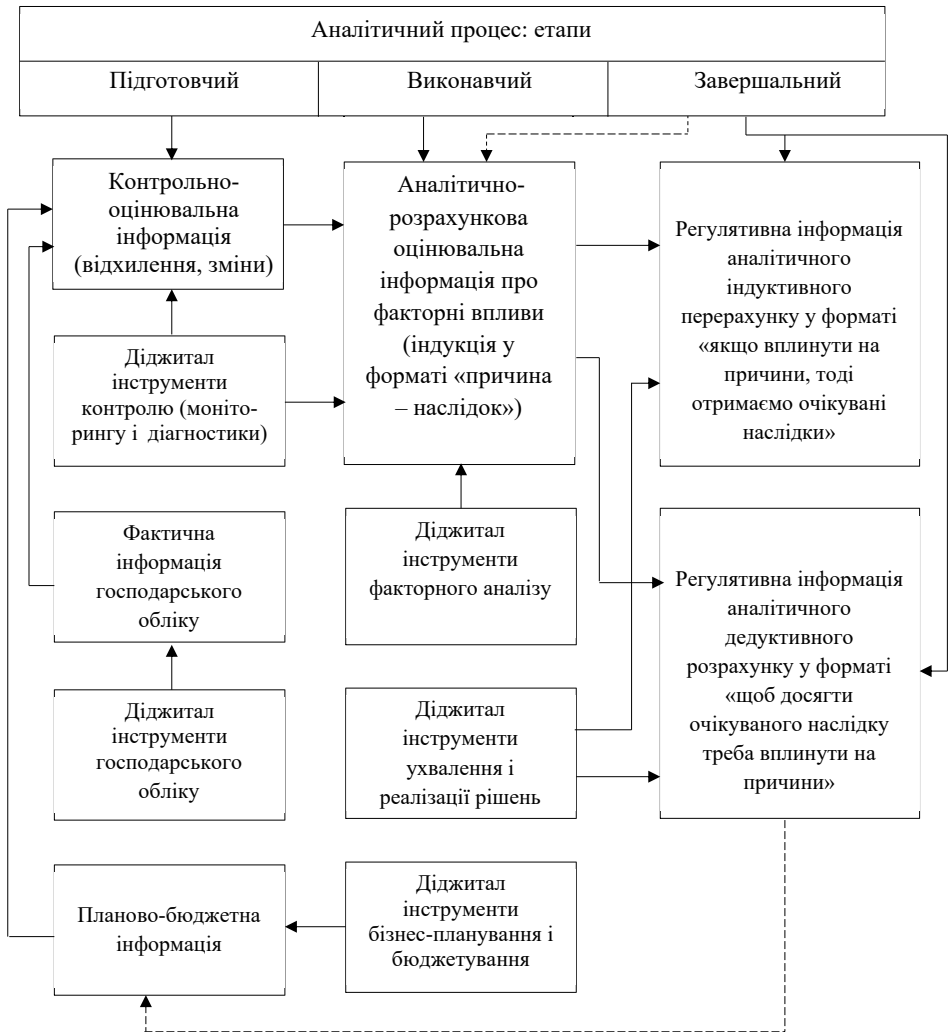 Аналітичний процес: етапи
Підготовчий
Виконавчий
Завершальний
Контрольно-
оцінювальна
інформація
(відхилення, зміни)
Аналітично-
розрахункова
оцінювальна
інформація про
факторні впливи
(індукція у
форматі «причина
– наслідок»)
Регулятивна інформація
аналітичного
індуктивного
перерахунку у форматі
«якщо вплинути на
причини, тоді
отримаємо очікувані
наслідки»
Діджитал
інструменти
контролю (моніто-
рингу і діагностики)
Фактична
інформація
господарського
обліку
Діджитал
інструменти
факторного аналізу
Регулятивна інформація
аналітичного
дедуктивного
розрахунку у форматі
«щоб досягти
очікуваного наслідку
треба вплинути на
причини»
Діджитал
інструменти
господарського
обліку
Діджитал
інструменти
ухвалення і
реалізації рішень
Планово-бюджетна
інформація
Діджитал
інструменти
бізнес-планування і
бюджетування